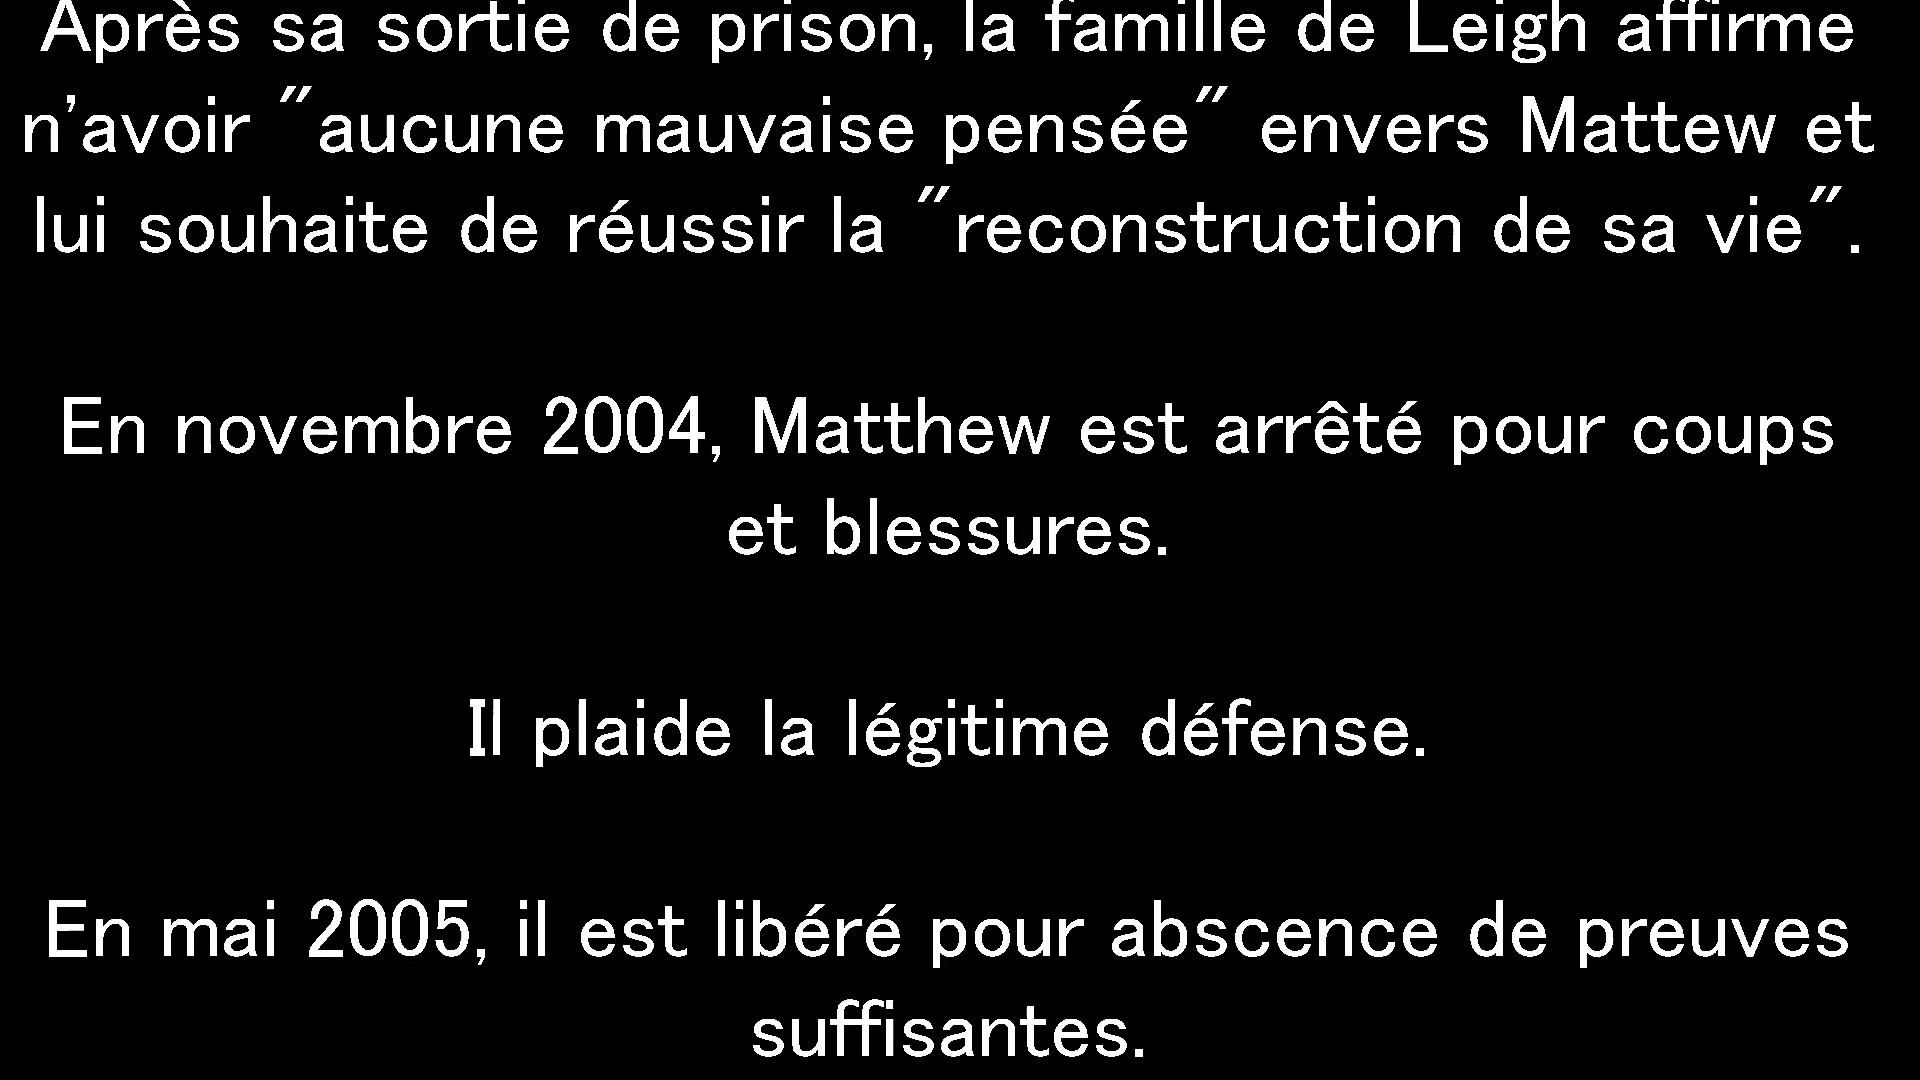 Après sa sortie de prison, la famille de Leigh affirme
n'avoir "aucune mauvaise pensée" envers Mattew et
lui souhaite de réussir la "reconstruction de sa vie".
En novembre 2004, Matthew est arrêté pour coups
et blessures.
Il plaide la légitime défense.
En mai 2005, il est libéré pour abscence de preuves
suffisantes.